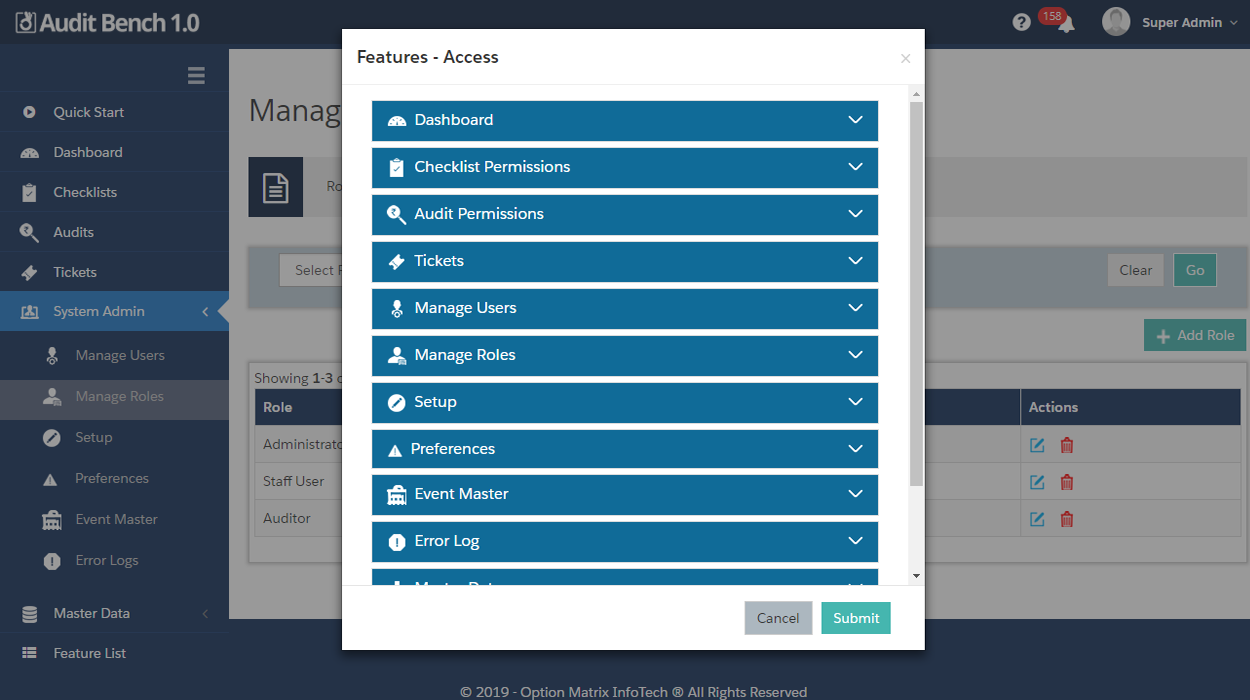 Audit Bench 1.0
?
158
Super Admin
Features - Access
×
Quick Start
Dashboard
Checklists
Audits
Tickets
System Admin
Manage Users
Manage Roles
Setup
Preferences
Event Master
Error Logs
Master Data
Feature List
Manag
Ro
Select
Clear
Go
Add Role
Showing 1-3
Role
Actions
Administrato
Staff User
Auditor
Dashboard
Checklist Permissions
Audit Permissions
Tickets
Manage Users
Manage Roles
Setup
Preferences
Event Master
Error Log
Cancel
Submit
© 2019 - Option Matrix InfoTech ® All Rights Reserved